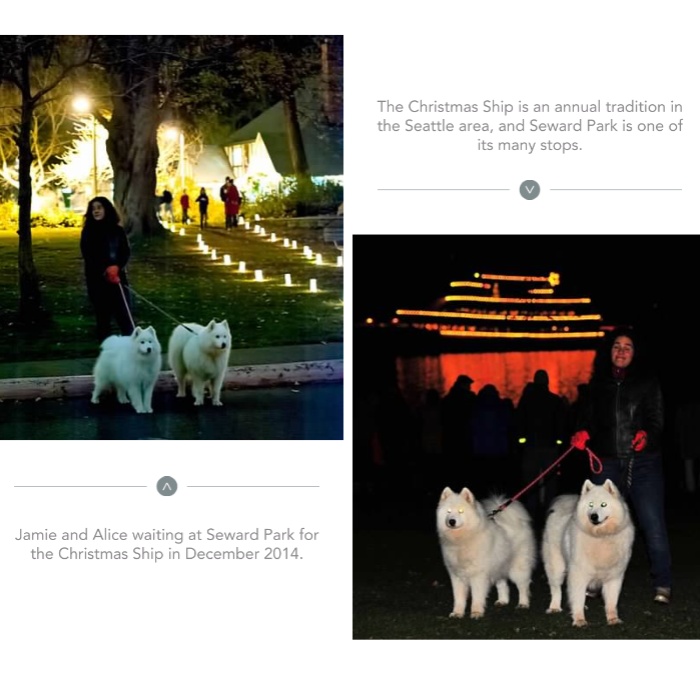 The Christmas Ship is an annual tradition in
the Seattle area, and Seward Park is one of
its many stops.
Jamie and Alice waiting at Seward Park for
the Christmas Ship in December 2014.